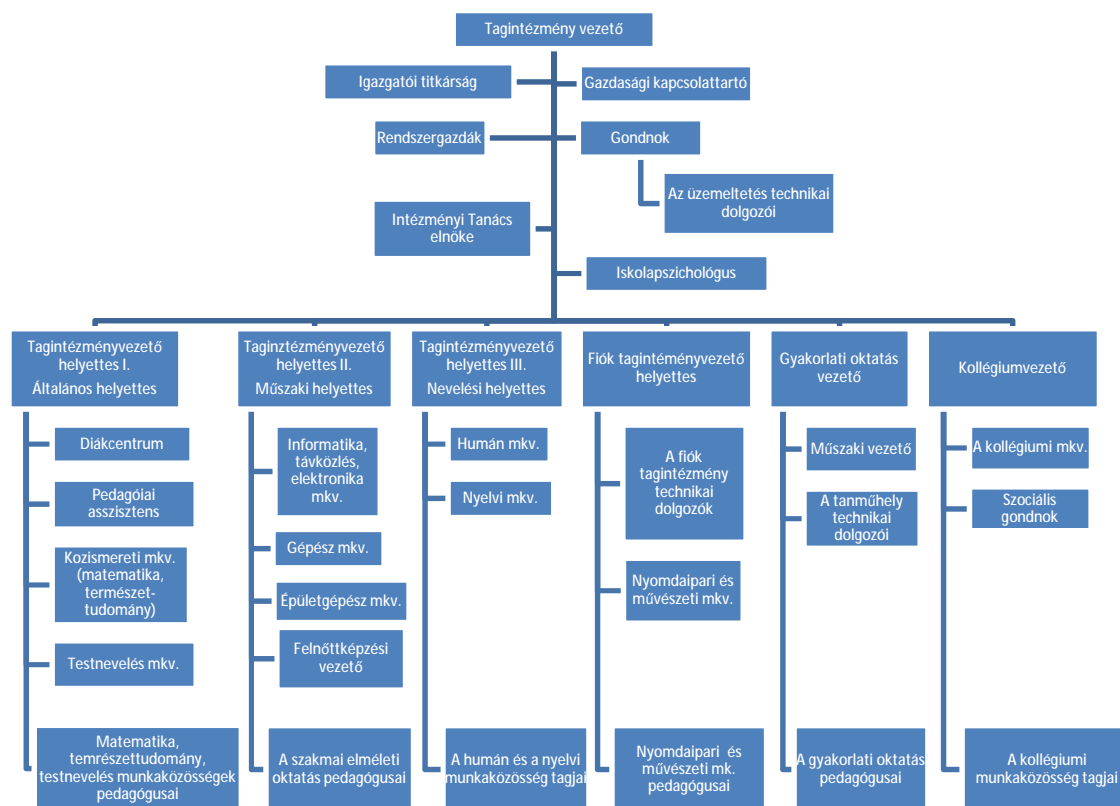 Tagintézmény vezető
Igazgatói titkárság
Gazdasági kapcsolattartó
Rendszergazdák
Gondnok
Az üzemeltetés technikai
dolgozói
Intézményi Tanács
elnöke
Iskolapszichológus
Tagintézményvezető
helyettes I.
Általános helyettes
Taginztézményvezető
helyettes II.
Műszaki helyettes
Tagintézményvezető
helyettes III.
Nevelési helyettes
Fiók tagintéményvezető
helyettes
Gyakorlati oktatás
vezető
Kollégiumvezető
Diákcentrum
Pedagóiai
asszisztens
Kozismereti mkv.
(matematika,
természet-
tudomány)
Testnevelés mkv.
Matematika,
temrészettudomány,
testnevelés munkaközösségek
pedagógusai
Informatika,
távközlés,
elektronika
mkv.
Gépész mkv.
Épületgépész mkv.
Felnőttképzési
vezető
A szakmai elméleti
oktatás pedagógusai
Humán mkv.
Nyelvi mkv.
A humán és a nyelvi
munkaközösség tagjai
A fiók
tagintézmény
technikai
dolgozók
Nyomdaipari és
művészeti mkv.
Nyomdaipari és
művészeti mk.
pedagógusai
Műszaki vezető
A tanműhely
technikai
dolgozói
A gyakorlati oktatás
pedagógusai
A kollégiumi mkv.
Szociális
gondnok
A kollégiumi
munkaközösség tagjai